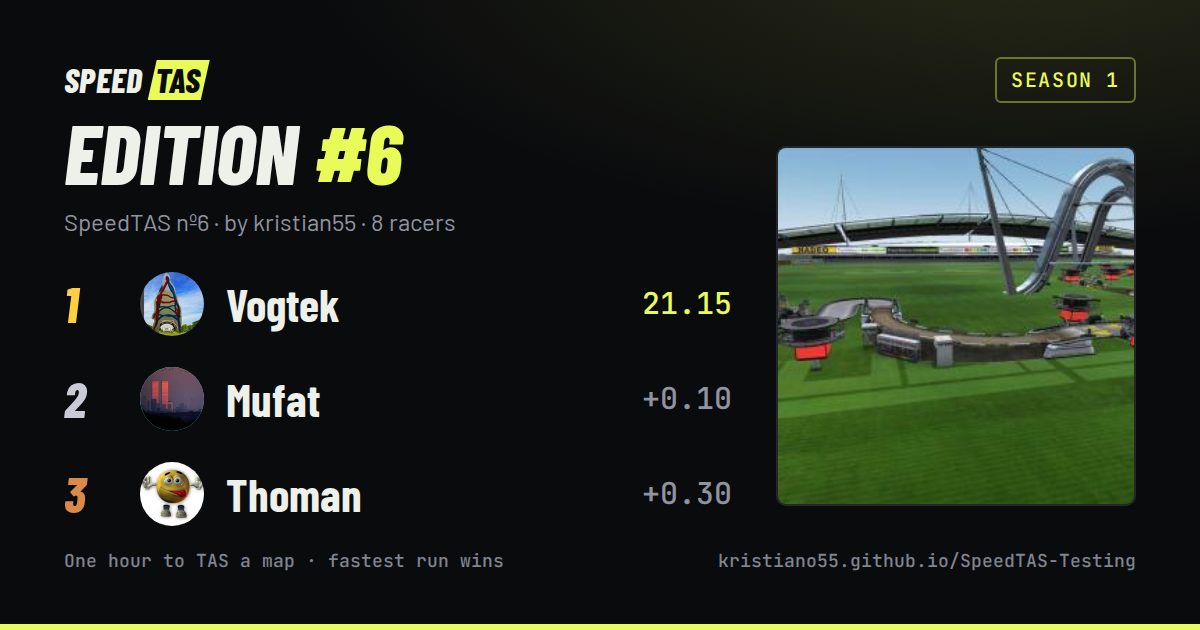 SPEED TAS
SEASON 1
EDITION #6
SpeedTAS nº6 · by kristian55 · 8 racers
1 Vogtek 21.15
2 Mufat +0.10
3 Thoman +0.30
NADEO
One hour to TAS a map · fastest run wins
kristiano55.github.io/SpeedTAS-Testing